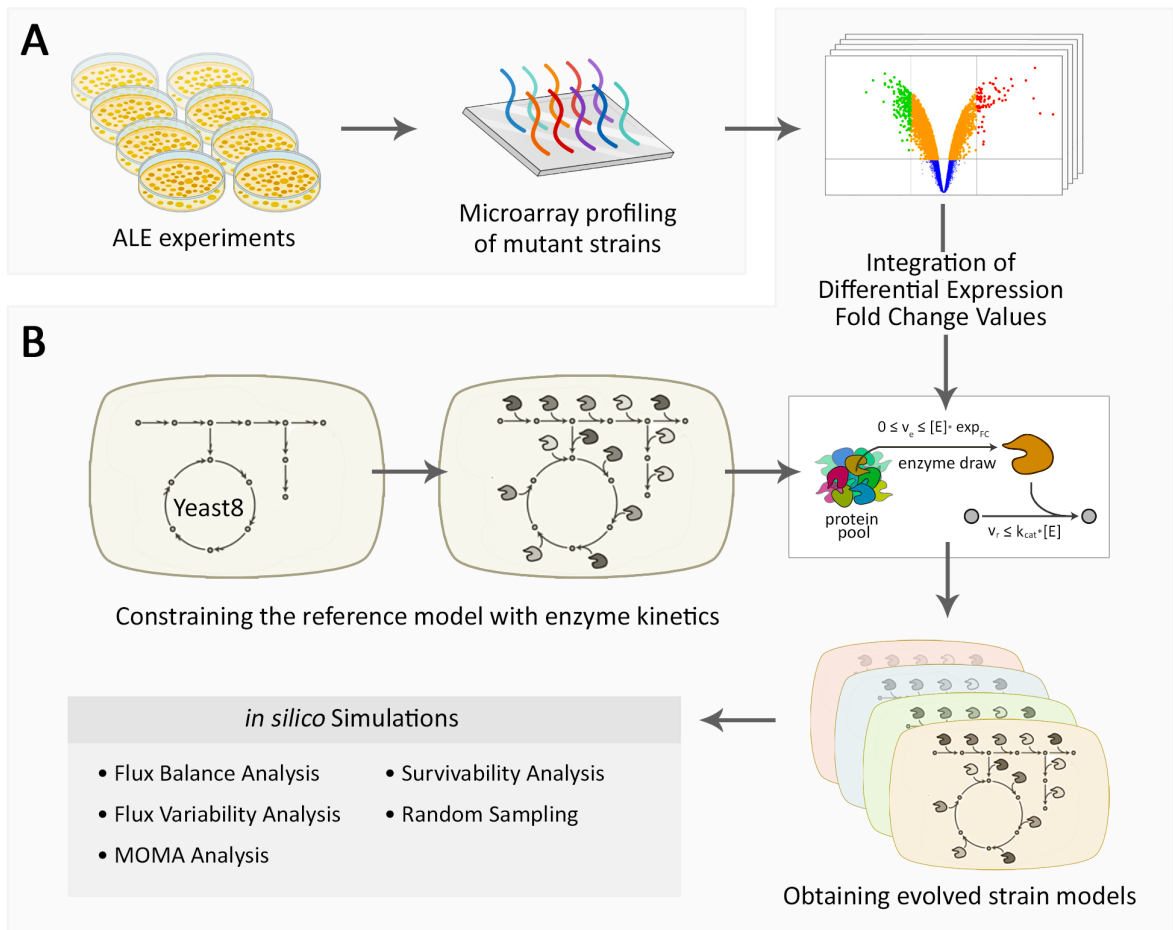 A
ALE experiments
Microarray profiling
of mutant strains
Integration of
Differential Expression
Fold Change Values
B
Yeast8
Constraining the reference model with enzyme kinetics
0 ≤ vₑ ≤ [E]* exp_FC
enzyme draw
protein
pool
vᵣ ≤ k_cat*[E]
Obtaining evolved strain models
in silico Simulations
• Flux Balance Analysis
• Flux Variability Analysis
• MOMA Analysis
• Survivability Analysis
• Random Sampling